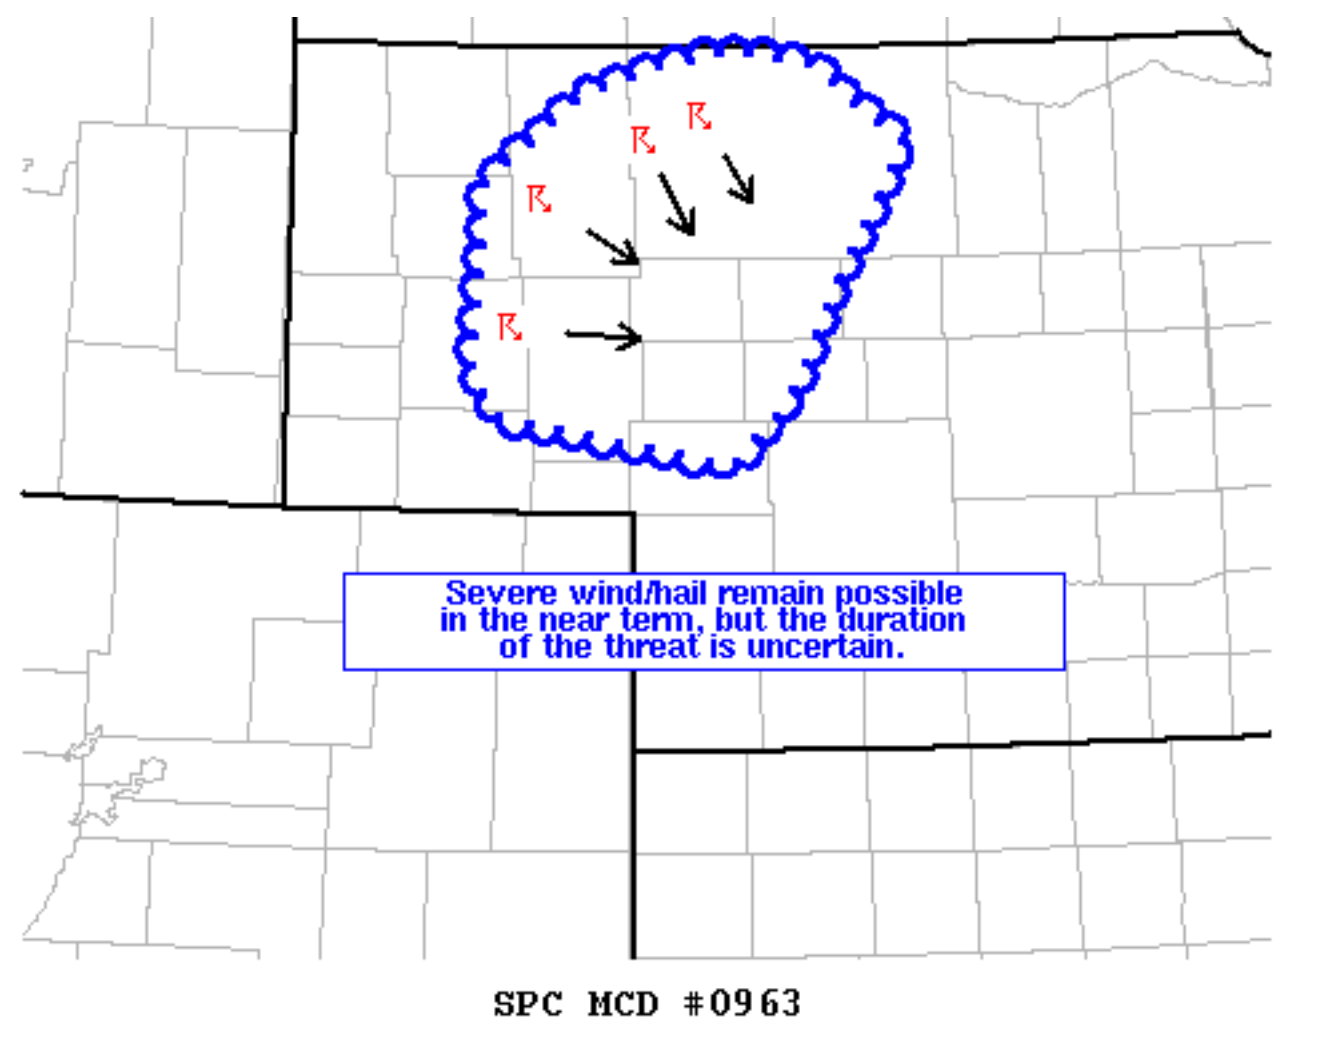 Severe wind/hail remain possible
in the near term, but the duration
of the threat is uncertain.
SPC MCD #0963